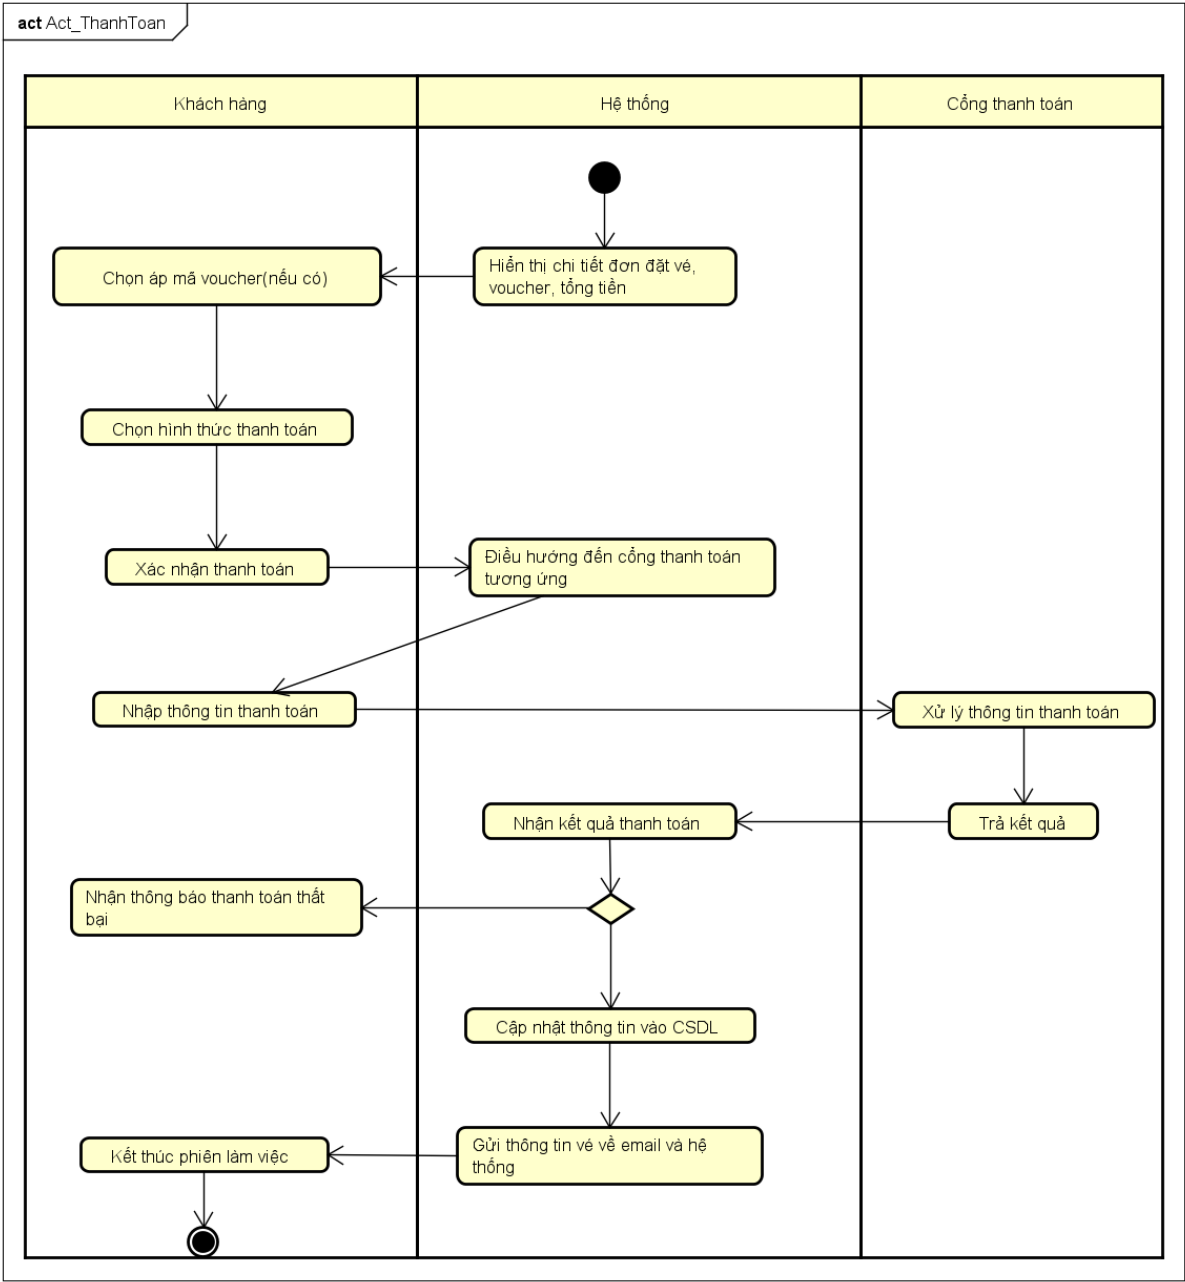 act Act_ThanhToan
Khách hàng
Hệ thống
Cổng thanh toán
Chọn áp mã voucher(nếu có)
Hiển thị chi tiết đơn đặt vé,
voucher, tổng tiền
Chọn hình thức thanh toán
Xác nhận thanh toán
Điều hướng đến cổng thanh toán
tương ứng
Nhập thông tin thanh toán
Xử lý thông tin thanh toán
Nhận kết quả thanh toán
Trả kết quả
Nhận thông báo thanh toán thất
bại
Cập nhật thông tin vào CSDL
Kết thúc phiên làm việc
Gửi thông tin vé về email và hệ
thống